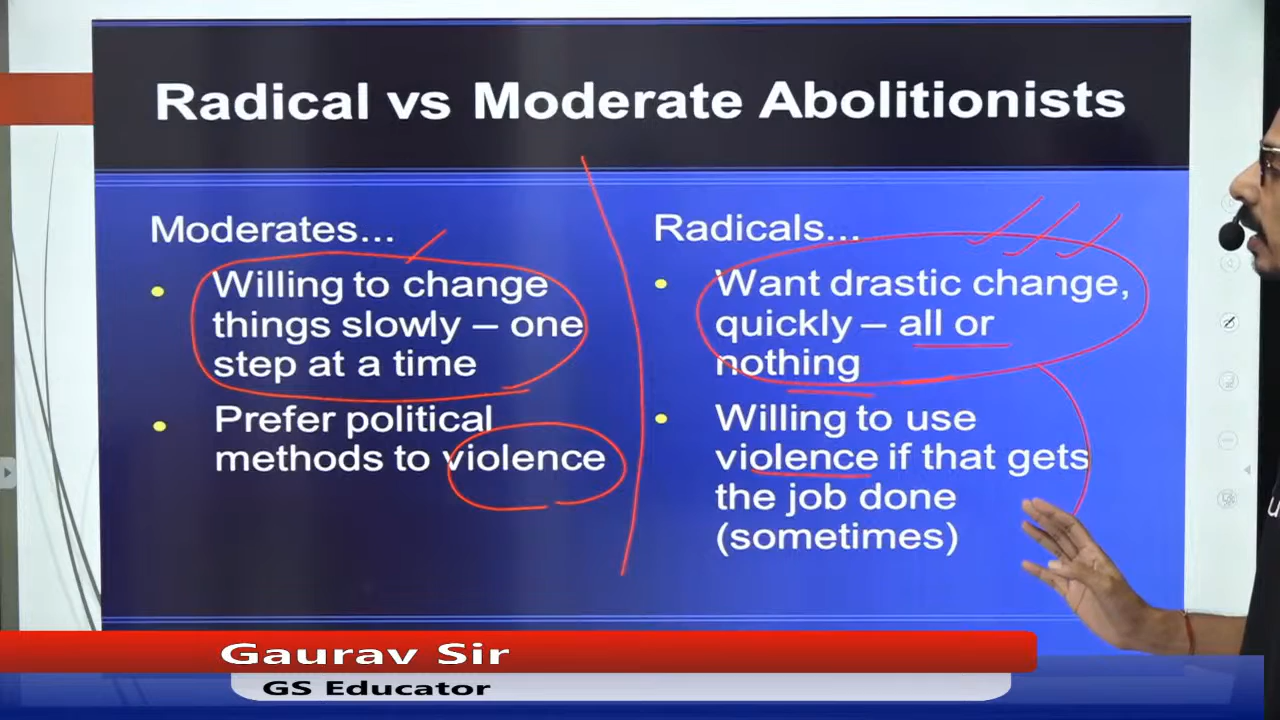 Radical vs Moderate Abolitionists
Moderates...
• Willing to change
things slowly – one
step at a time
• Prefer political
methods to violence
Radicals...
• Want drastic change,
quickly – all or
nothing
• Willing to use
violence if that gets
the job done
(sometimes)
Gaurav Sir
GS Educator